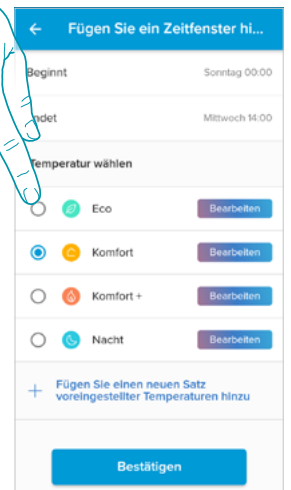 Fügen Sie ein Zeitfenster hi...
Beginnt Sonntag 00:00
ndet Mittwoch 14:00
Temperatur wählen
Eco Bearbeiten
Komfort Bearbeiten
Komfort + Bearbeiten
Nacht Bearbeiten
Fügen Sie einen neuen Satz
voreingestellter Temperaturen hinzu
Bestätigen